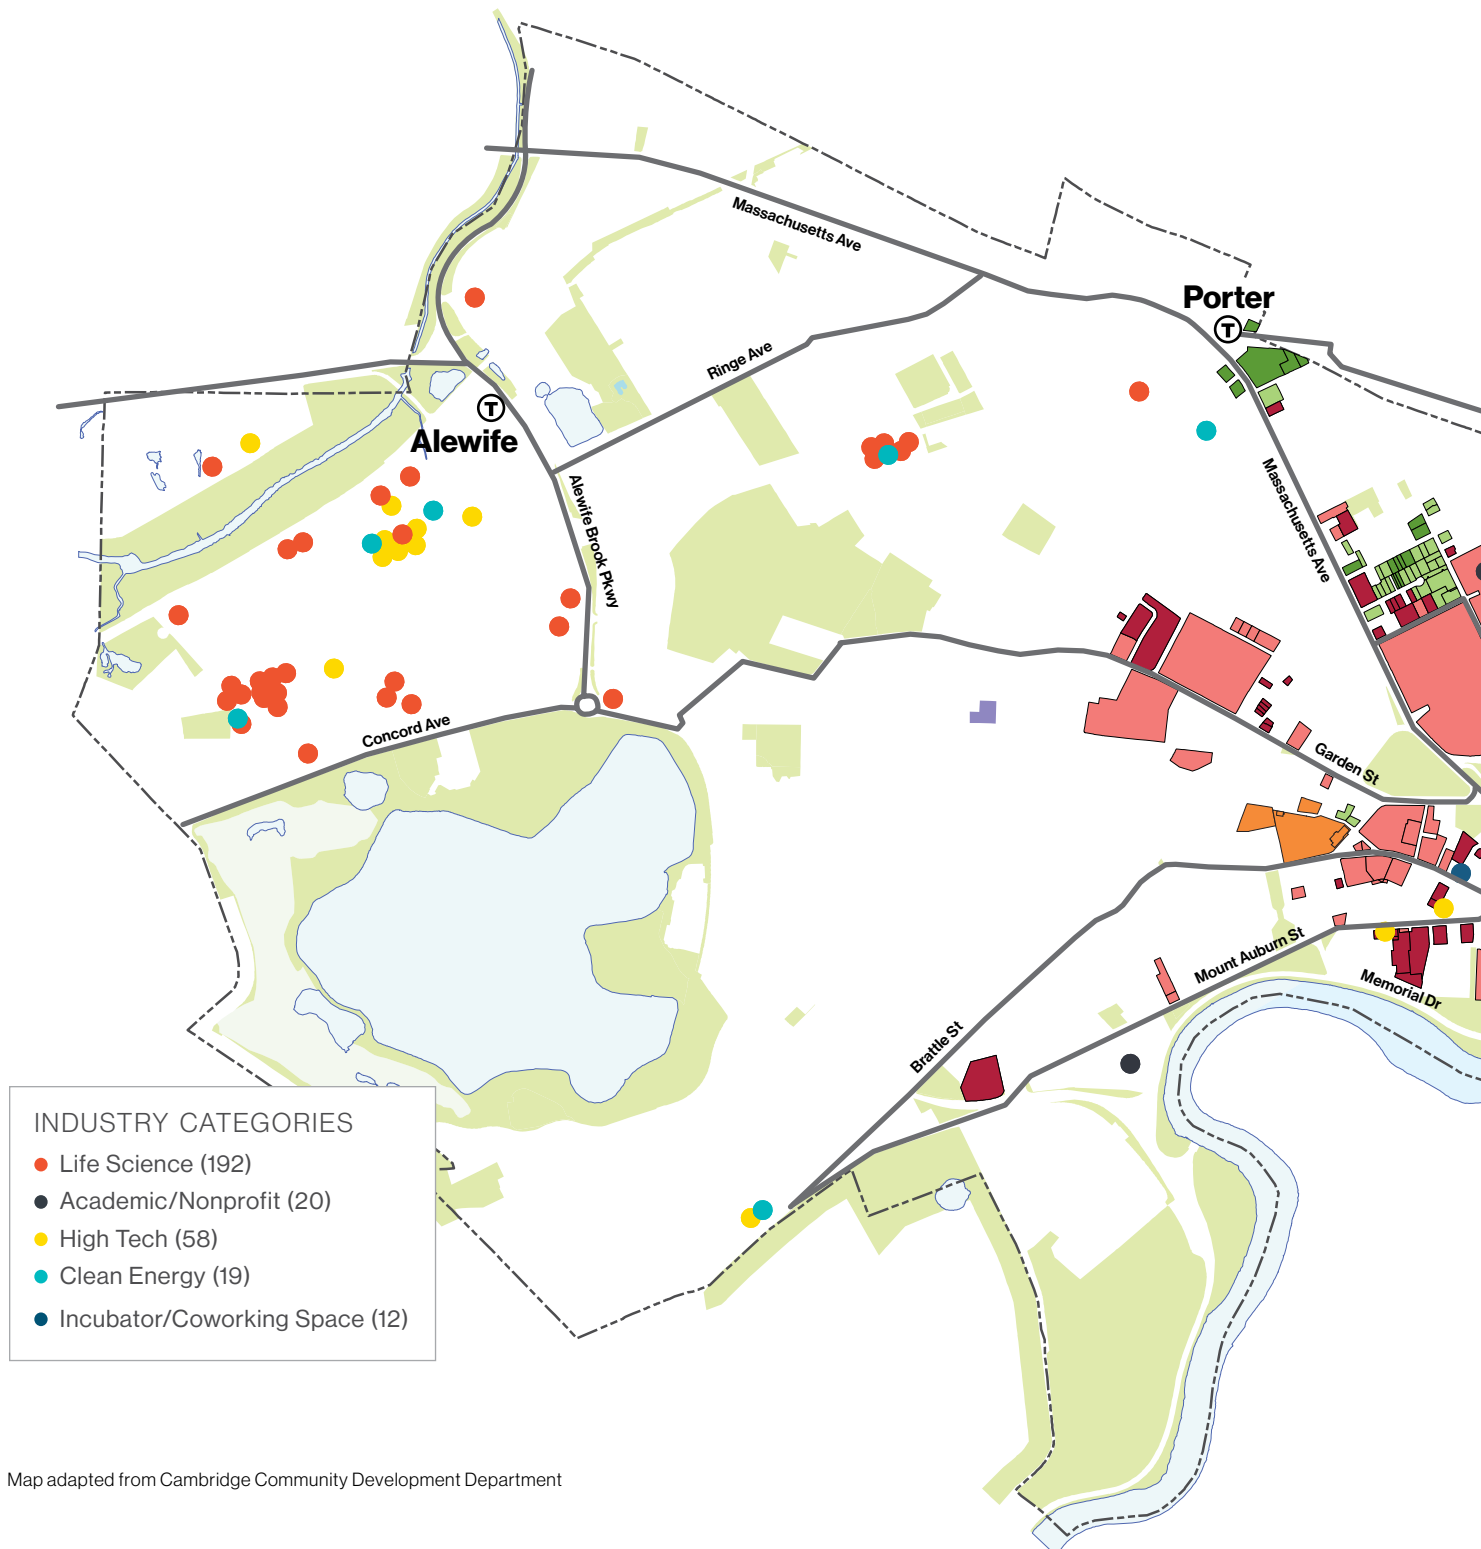 Massachusetts Ave
Porter
T
Ringe Ave
T
Alewife
Alewife Brook Pkwy
Massachusetts Ave
Concord Ave
Garden St
Mount Auburn St
Memorial Dr
Brattle St
INDUSTRY CATEGORIES
Life Science (192)
Academic/Nonprofit (20)
High Tech (58)
Clean Energy (19)
Incubator/Coworking Space (12)
Map adapted from Cambridge Community Development Department